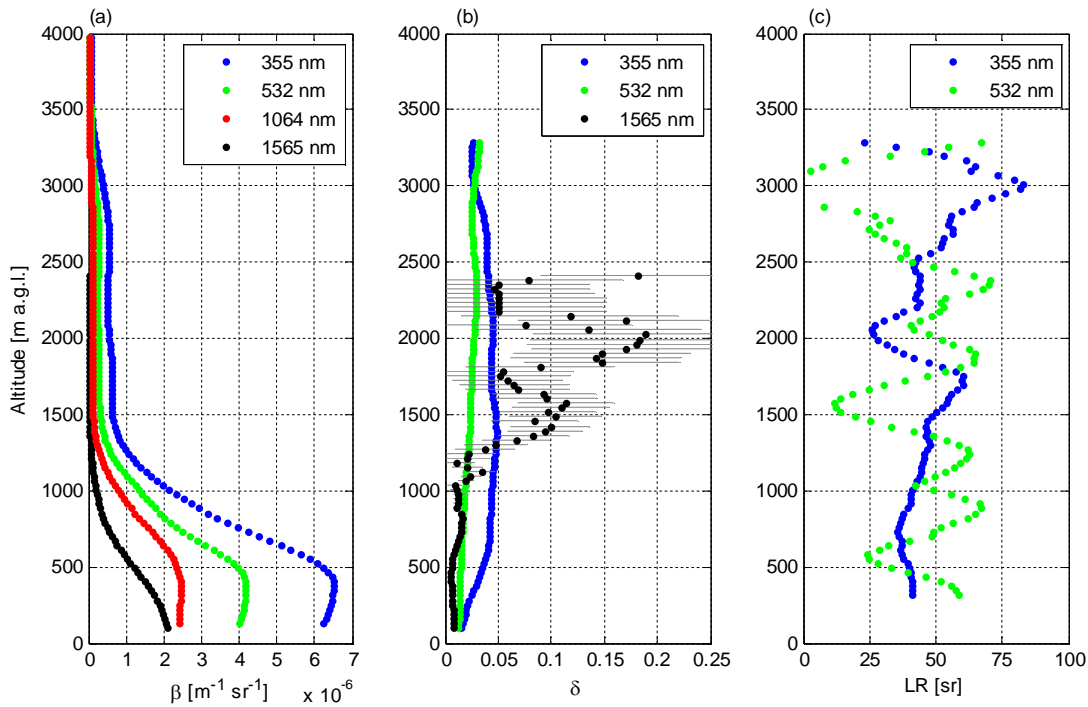 (a)
(b)
(c)
355 nm
532 nm
1064 nm
1565 nm
355 nm
532 nm
1565 nm
355 nm
532 nm
Altitude [m a.g.l.]
4000
3500
3000
2500
2000
1500
1000
500
0
0 1 2 3 4 5 6 7
β [m⁻¹ sr⁻¹] x 10⁻⁶
4000
3500
3000
2500
2000
1500
1000
500
0
0 0.05 0.1 0.15 0.2 0.25
δ
4000
3500
3000
2500
2000
1500
1000
500
0
0 25 50 75 100
LR [sr]